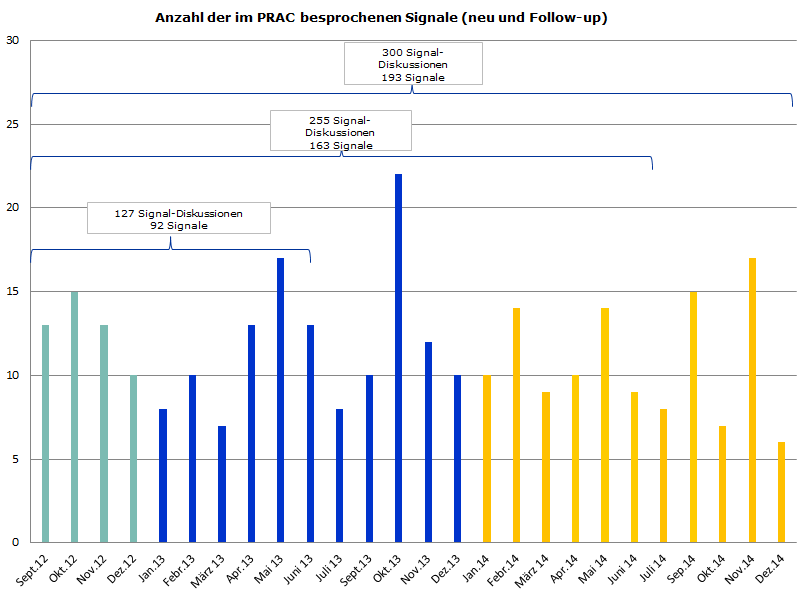 Anzahl der im PRAC besprochenen Signale (neu und Follow-up)
30
300 Signal-
Diskussionen
193 Signale
25
255 Signal-
Diskussionen
163 Signale
20
127 Signal-Diskussionen
92 Signale
15
10
5
0
Sept.12
Okt.12
Nov.12
Dez.12
Jan.13
Febr.13
März 13
Apr.13
Mai 13
Juni 13
Juli 13
Sept.13
Okt.13
Nov.13
Dez.13
Jan.14
Febr.14
März 14
Apr.14
Mai 14
Juni 14
Juli 14
Sep.14
Okt.14
Nov.14
Dez.14